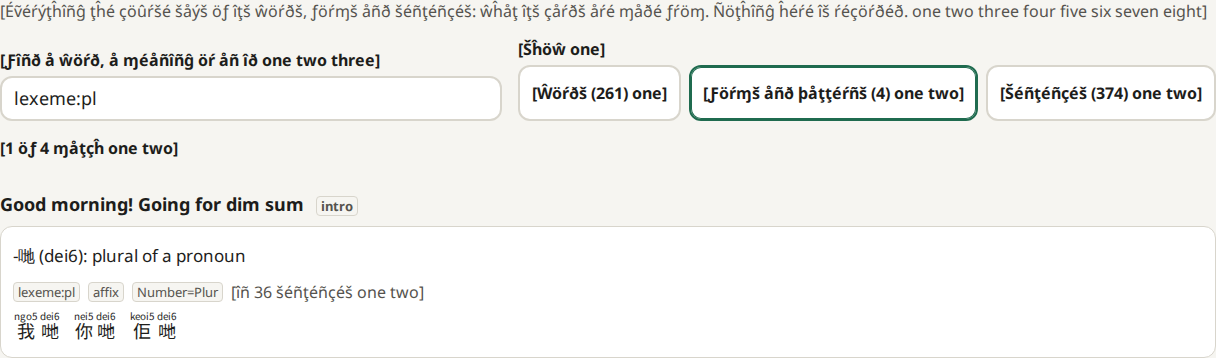 [Éṽéŕýţĥîñĝ ţĥé çöûŕšé šåýš öƒ îţš ŵöŕðš, ƒöŕɱš åñð šéñţéñçéš: ŵĥåţ îţš çåŕðš åŕé ɱåðé ƒŕöɱ. Ñöţĥîñĝ ĥéŕé îš ŕéçöŕðéð. one two three four five six seven eight]
[Šĥöŵ one]
[Ƒîñð å ŵöŕð, å ɱéåñîñĝ öŕ åñ îð one two three]
lexeme:pl
[Ŵöŕðš (261) one]
[Ƒöŕɱš åñð þåţţéŕñš (4) one two]
[Šéñţéñçéš (374) one two]
[1 öƒ 4 ɱåţçĥ one two]
Good morning! Going for dim sum intro
-哋 (dei6): plural of a pronoun
lexeme:pl affix Number=Plur [îñ 36 šéñţéñçéš one two]
ngo5 dei6 nei5 dei6 keoi5 dei6
我 哋 你 哋 佢 哋